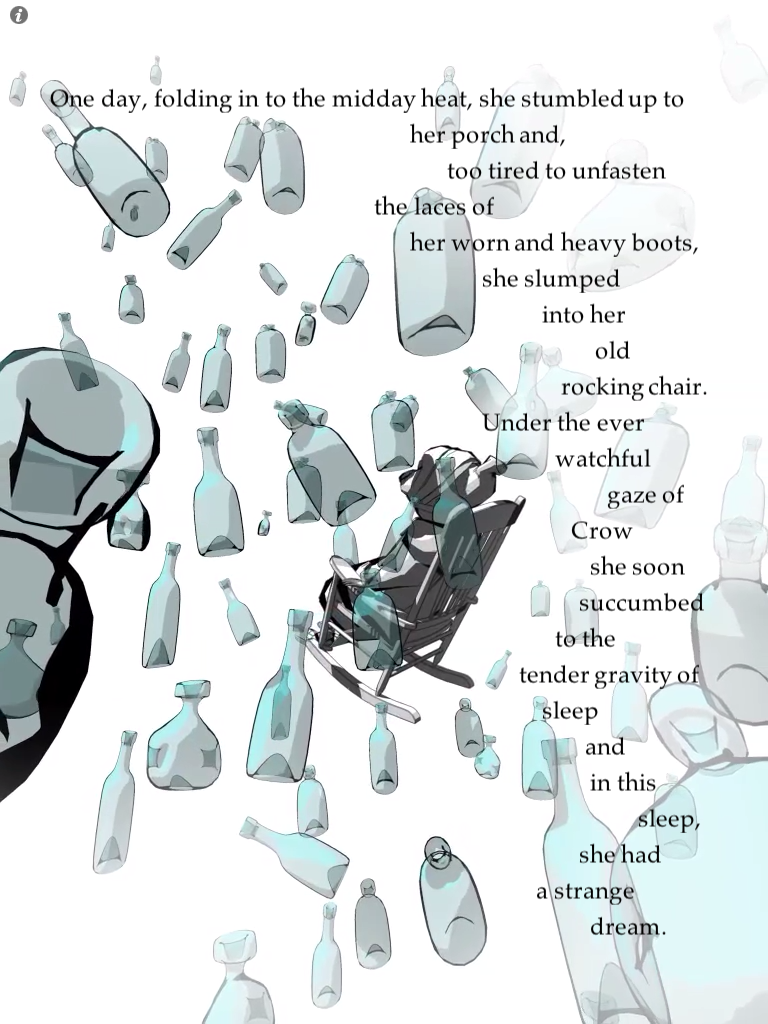 One day, folding in to the midday heat, she stumbled up to
her porch and,
too tired to unfasten
the laces of
her worn and heavy boots,
she slumped
into her
old
rocking chair.
Under the ever
watchful
gaze of
Crow
she soon
succumbed
to the
tender gravity of
sleep
and
in this
sleep,
she had
a strange
dream.